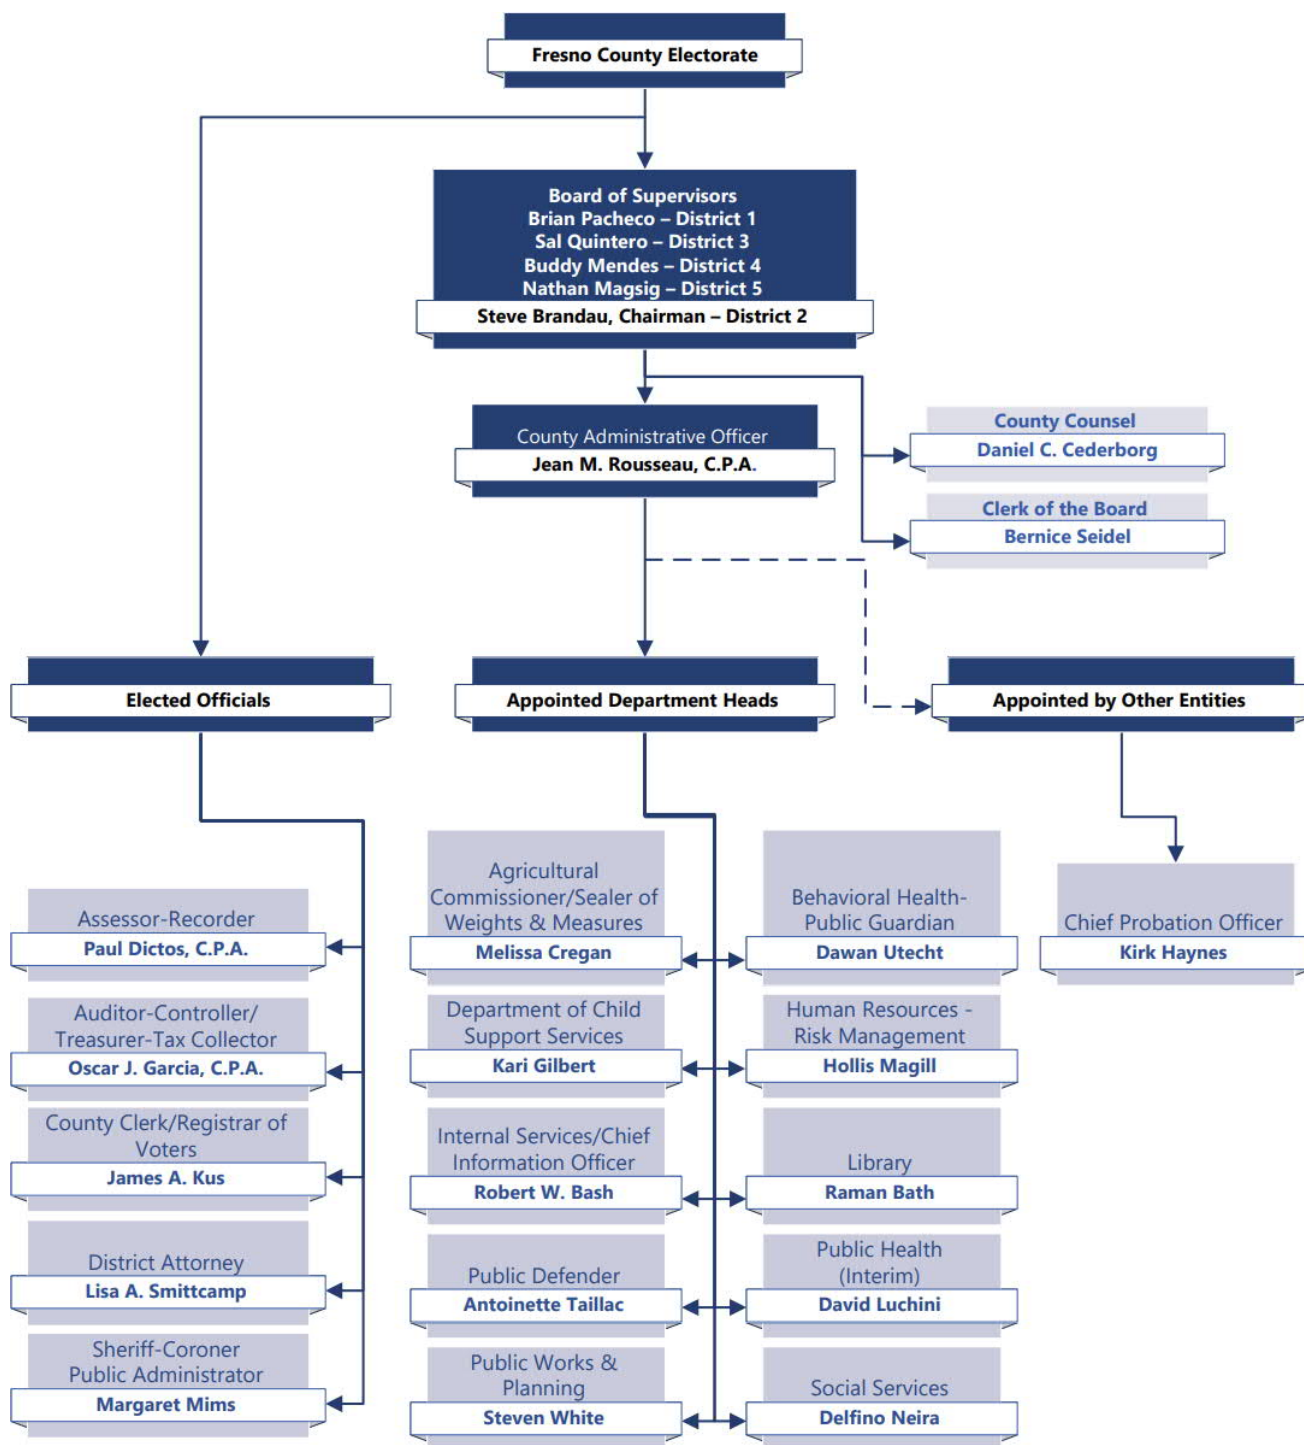 Fresno County Electorate
Board of Supervisors
Brian Pacheco – District 1
Sal Quintero – District 3
Buddy Mendes – District 4
Nathan Magsig – District 5
Steve Brandau, Chairman – District 2
County Administrative Officer
Jean M. Rousseau, C.P.A.
County Counsel
Daniel C. Cederborg
Clerk of the Board
Bernice Seidel
Elected Officials
Appointed Department Heads
Appointed by Other Entities
Assessor-Recorder
Paul Dictos, C.P.A.
Auditor-Controller/
Treasurer-Tax Collector
Oscar J. Garcia, C.P.A.
County Clerk/Registrar of
Voters
James A. Kus
District Attorney
Lisa A. Smittcamp
Sheriff-Coroner
Public Administrator
Margaret Mims
Agricultural
Commissioner/Sealer of
Weights & Measures
Melissa Cregan
Behavioral Health-
Public Guardian
Dawan Utecht
Department of Child
Support Services
Kari Gilbert
Human Resources -
Risk Management
Hollis Magill
Internal Services/Chief
Information Officer
Robert W. Bash
Library
Raman Bath
Public Defender
Antoinette Taillac
Public Health
(Interim)
David Luchini
Public Works &
Planning
Steven White
Social Services
Delfino Neira
Chief Probation Officer
Kirk Haynes